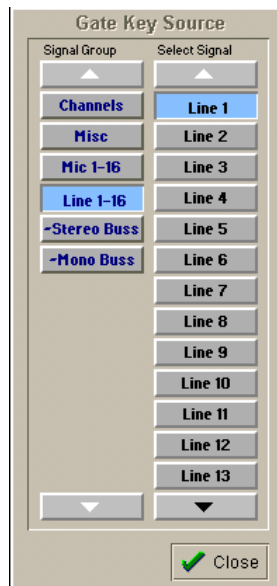 Gate Key Source
Signal Group
Select Signal
Channels
Misc
Mic 1-16
Line 1-16
~Stereo Buss
~Mono Buss
Line 1
Line 2
Line 3
Line 4
Line 5
Line 6
Line 7
Line 8
Line 9
Line 10
Line 11
Line 12
Line 13
Close